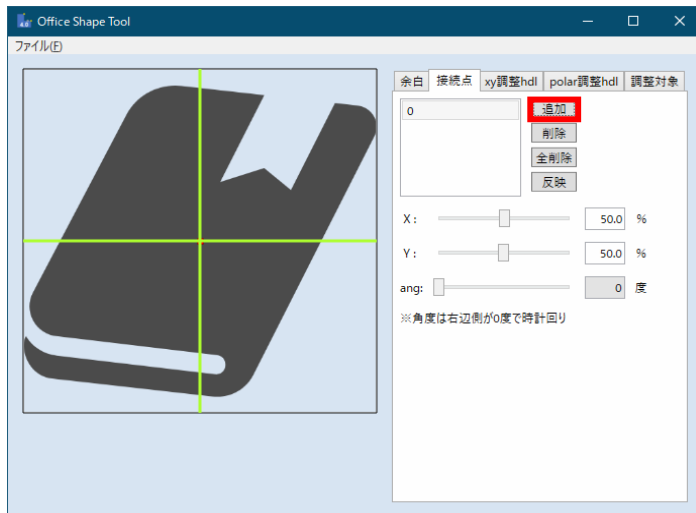 Office Shape Tool
ファイル(F)
余白 接続点 xy調整hdl polar調整hdl 調整対象
0
追加
削除
全削除
反映
X : 50.0 %
Y : 50.0 %
ang: 0 度
※角度は右辺側が0度で時計回り